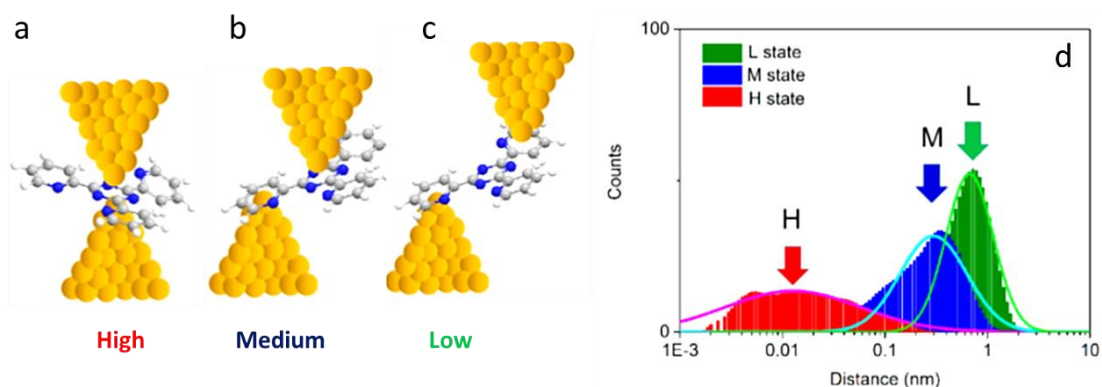 a
b
c
High
Medium
Low
d
100
50
0
Counts
L state
M state
H state
H
M
L
1E-3
0.01
0.1
1
10
Distance (nm)